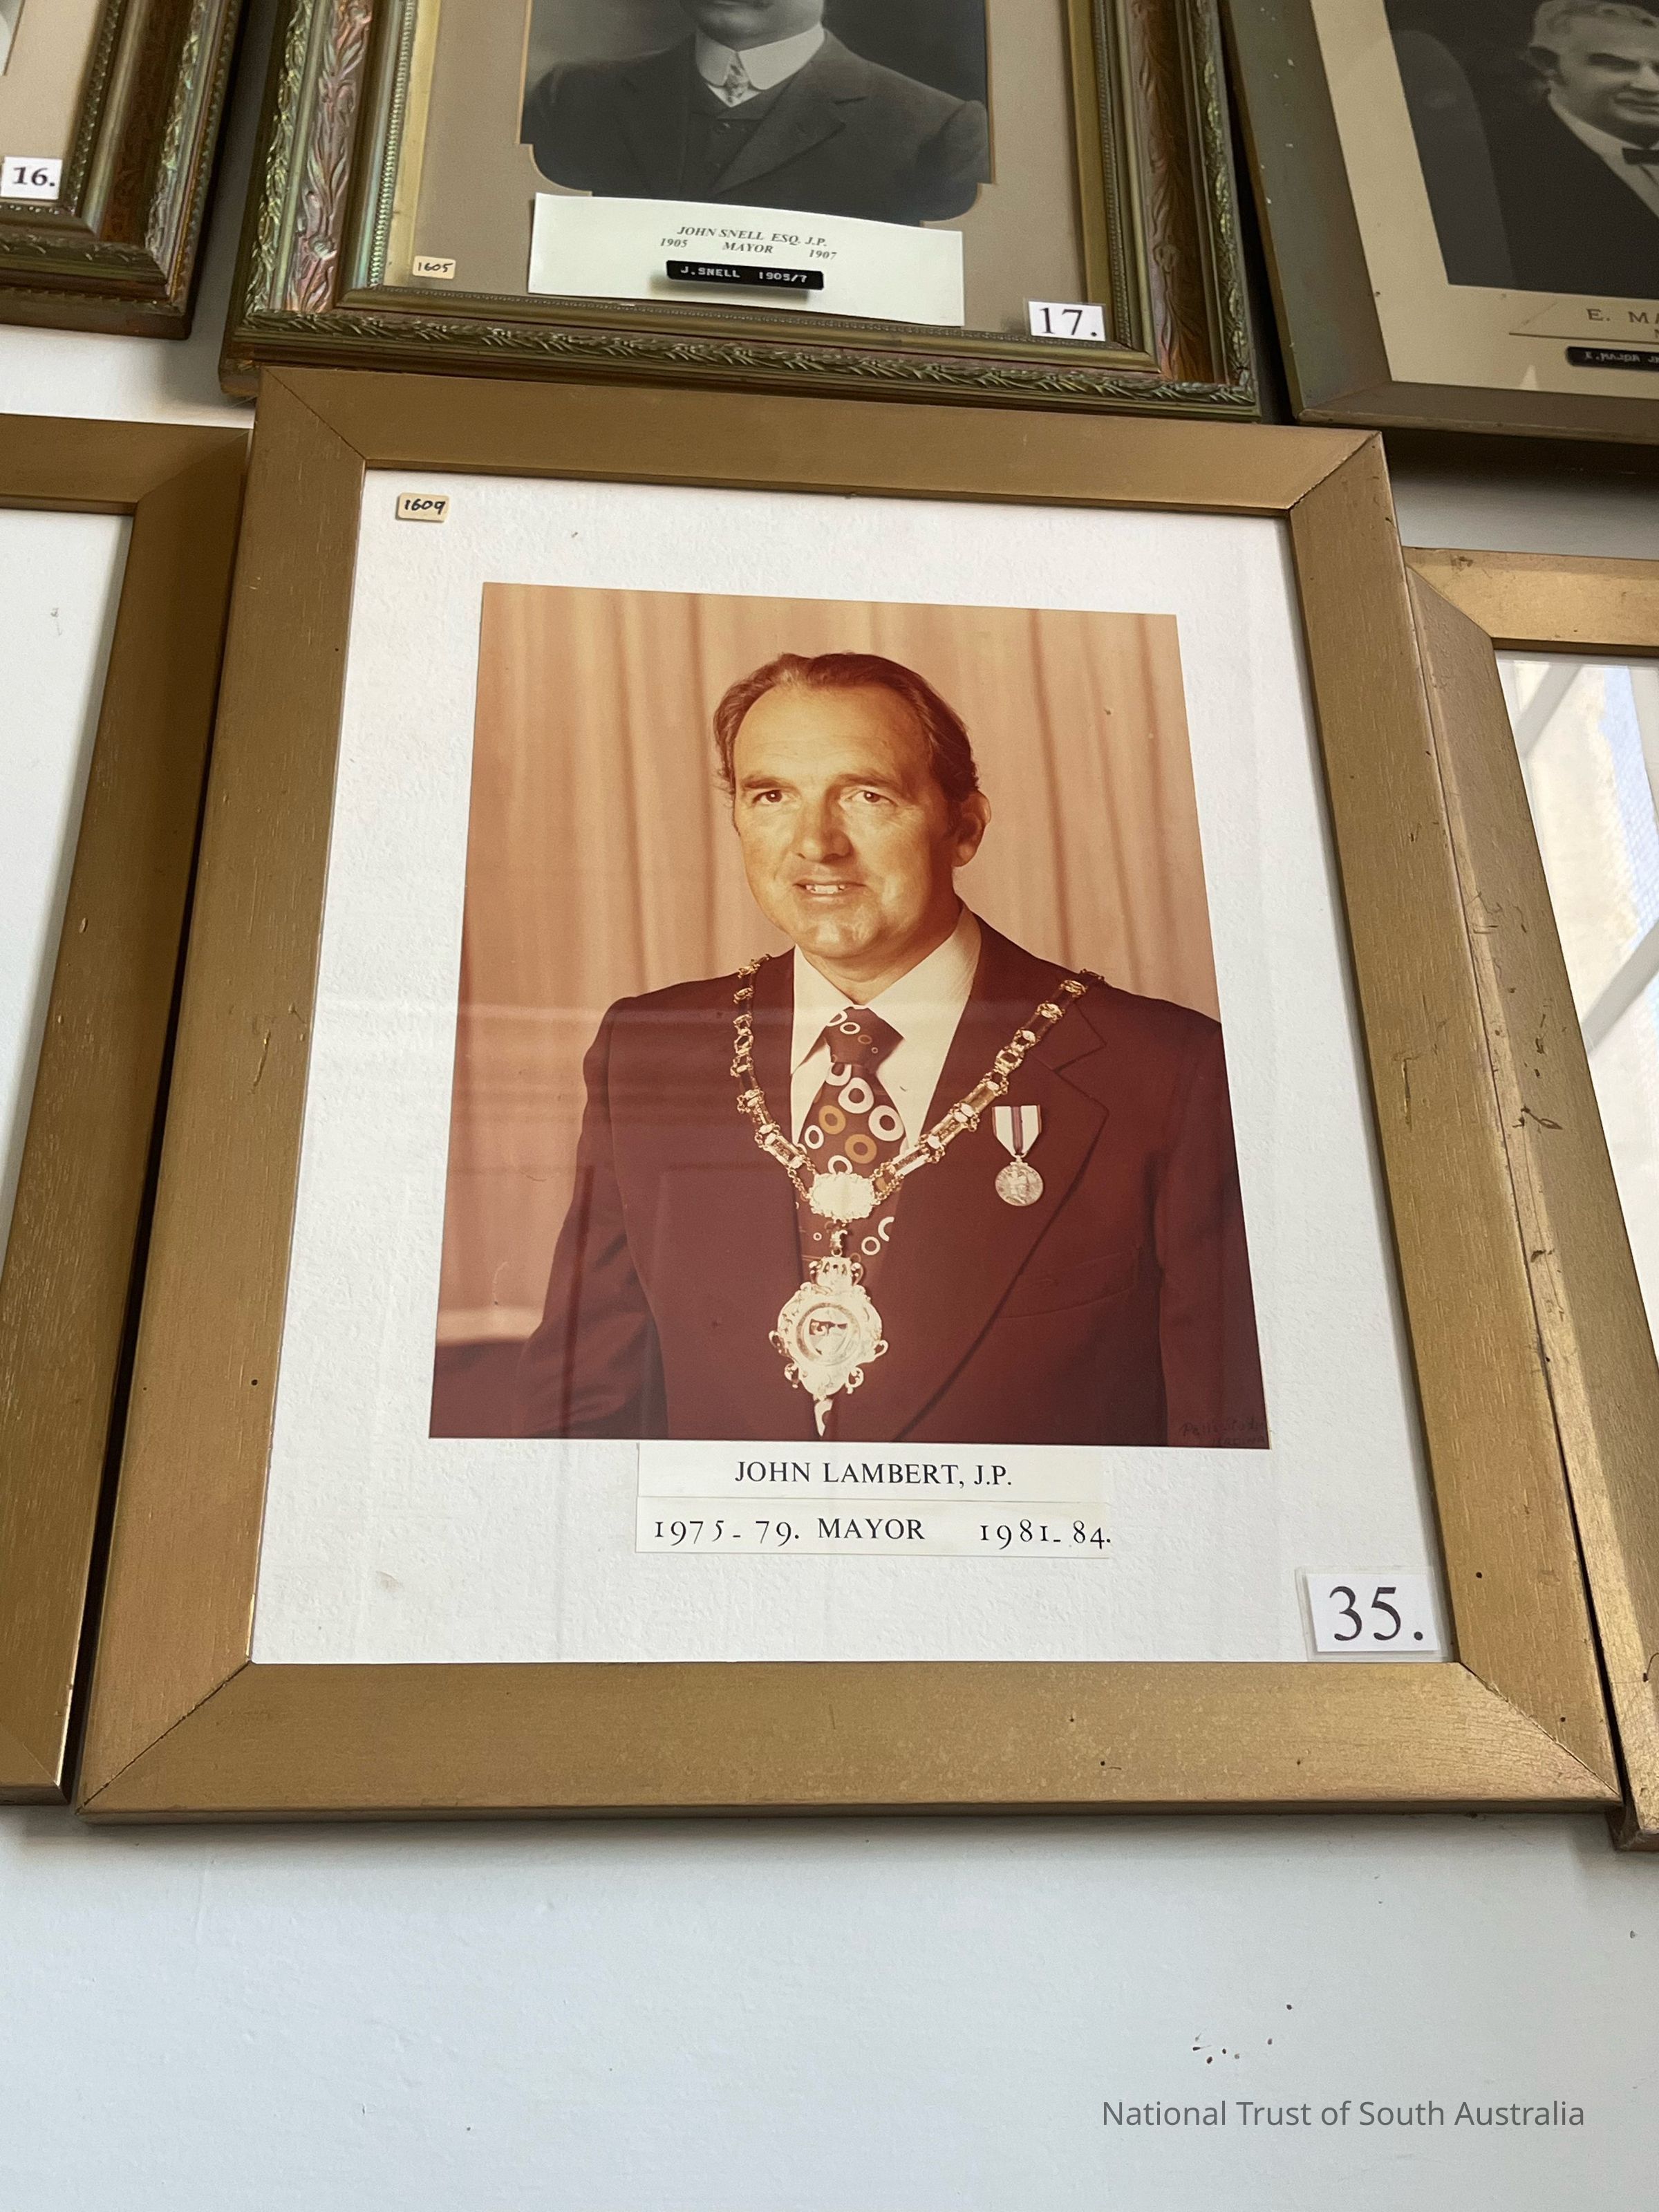 16.
JOHN SNELL ESQ. J.P.
1905 MAYOR 1907
J.SNELL 1905/7
1605
17.
1609
JOHN LAMBERT, J.P.
1975-79. MAYOR 1981-84.
35.
National Trust of South Australia